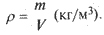 ρ = m/V (кг/м³).